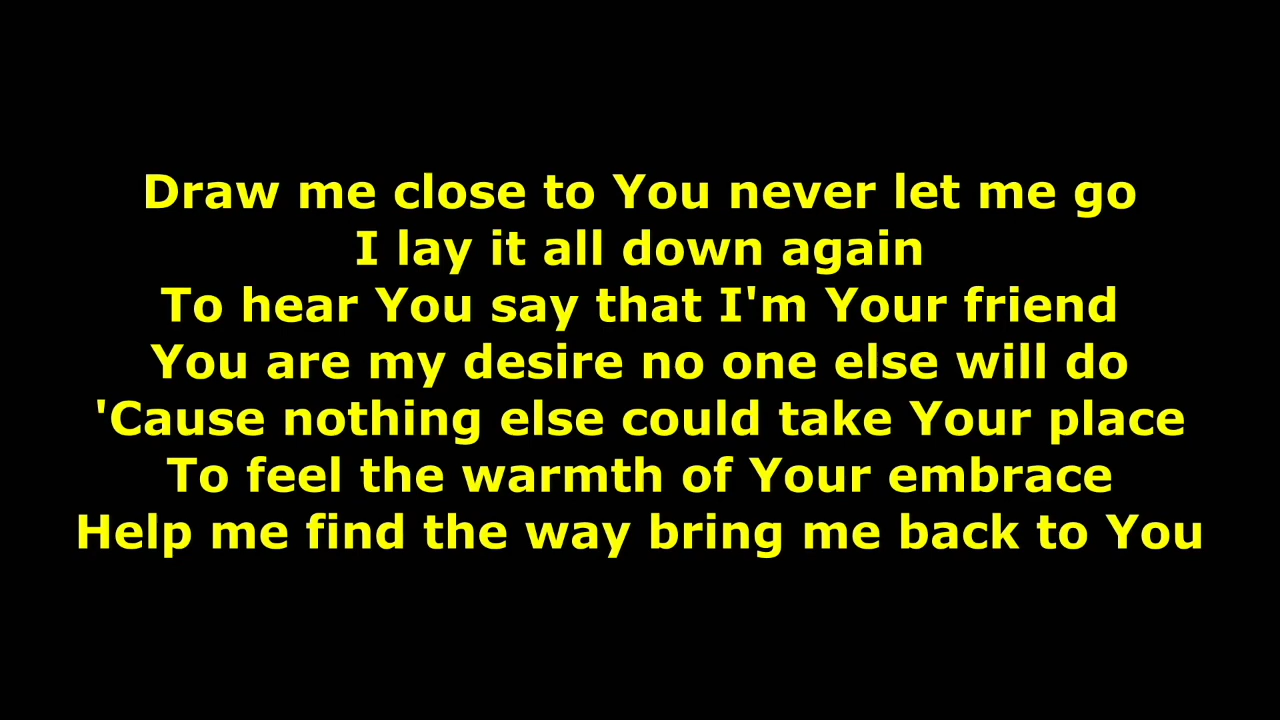 Draw me close to You never let me go
I lay it all down again
To hear You say that I'm Your friend
You are my desire no one else will do
'Cause nothing else could take Your place
To feel the warmth of Your embrace
Help me find the way bring me back to You